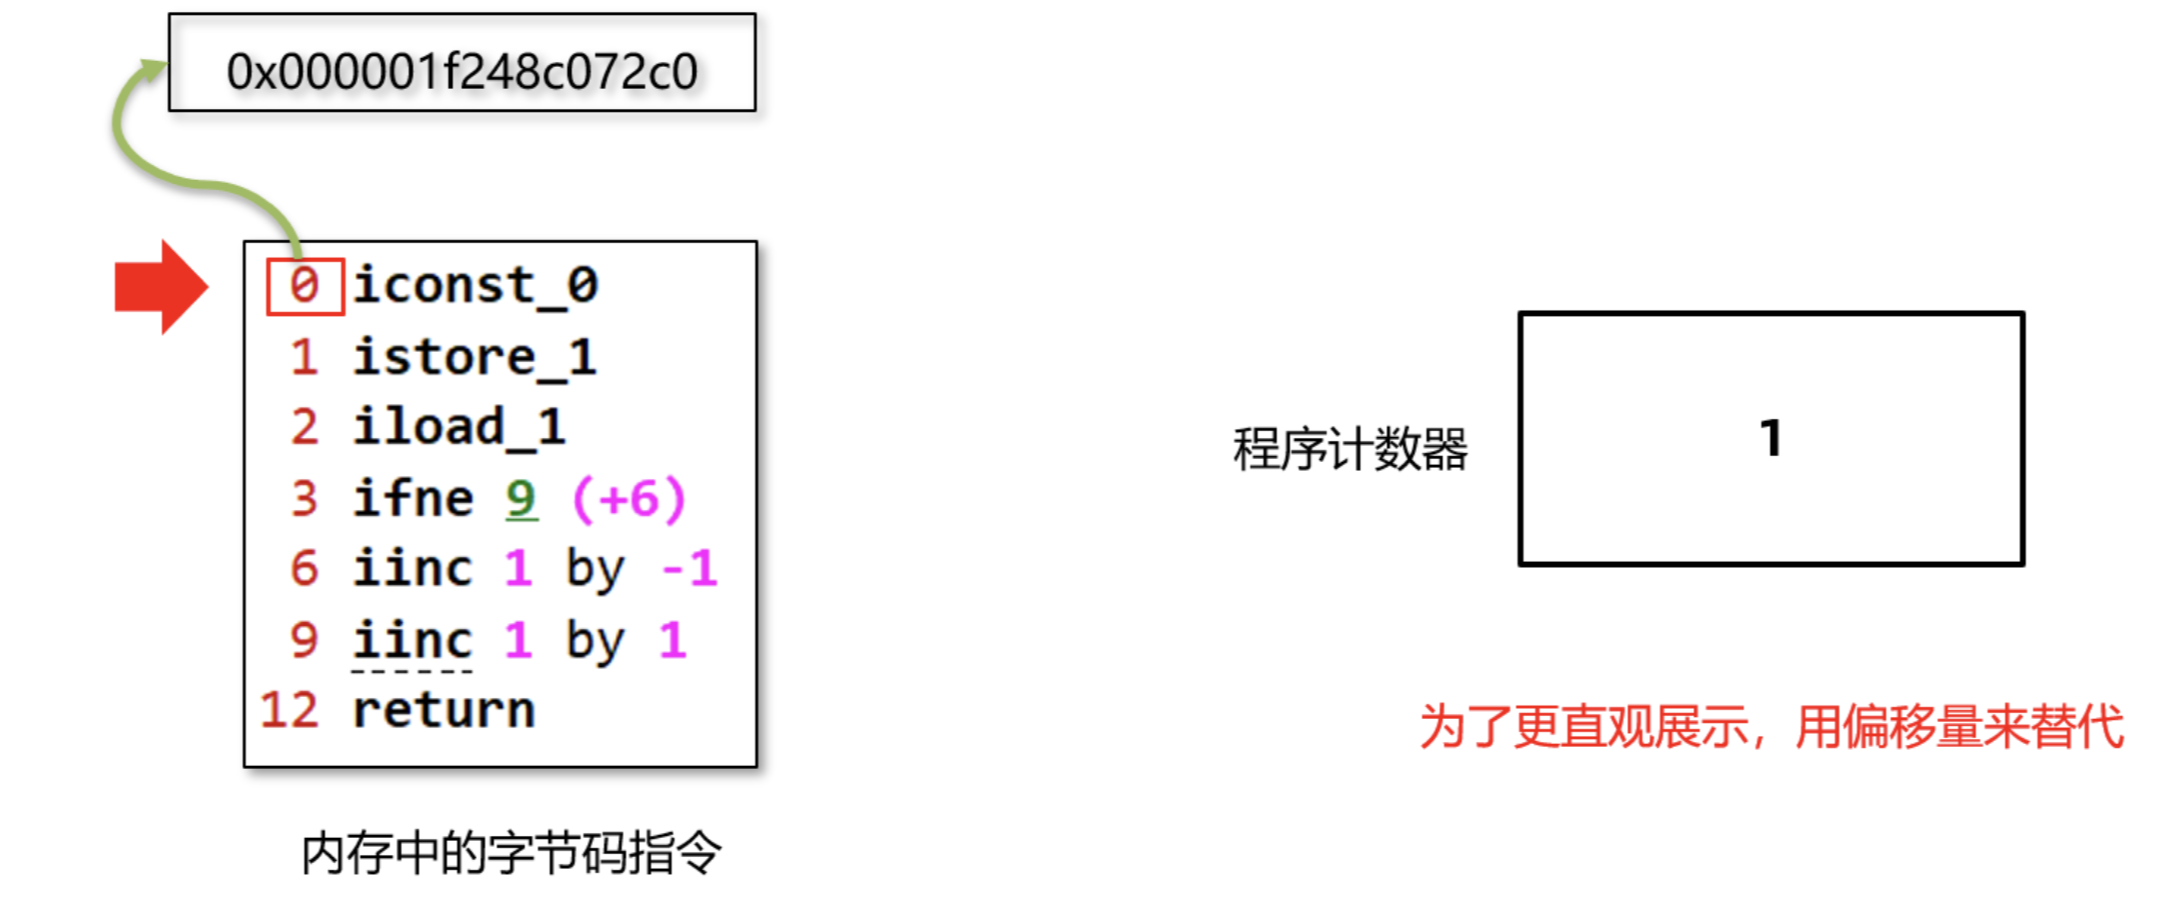 0x000001f248c072c0
0 iconst_0
1 istore_1
2 iload_1
3 ifne 9 (+6)
6 iinc 1 by -1
9 iinc 1 by 1
12 return
内存中的字节码指令
程序计数器
1
为了更直观展示，用偏移量来替代